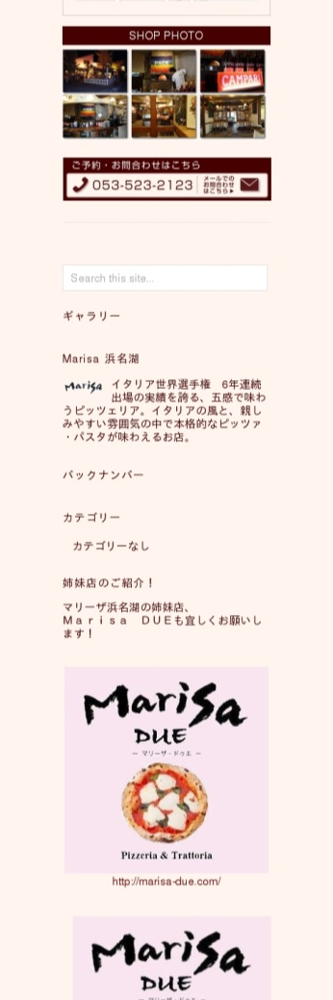 SHOP PHOTO
CAMPARI
ご予約・お問合わせはこちら
053-523-2123
メールでの
お問合わせ
はこちら▶
Search this site...
ギャラリー
Marisa 浜名湖
Marisa
イタリア世界選手権 6年連続
出場の実績を誇る、五感で味わ
うピッツェリア。イタリアの風と、親し
みやすい雰囲気の中で本格的なピッツァ
・パスタが味わえるお店。
バックナンバー
カテゴリー
カテゴリーなし
姉妹店のご紹介！
マリーザ浜名湖の姉妹店、
Ｍａｒｉｓａ ＤＵＥも宜しくお願いし
ます！
Marisa
DUE
― マリーザ・ドゥエ ―
Pizzeria & Trattoria
http://marisa-due.com/
Marisa
DUE
― マリーザ・ドゥエ ―